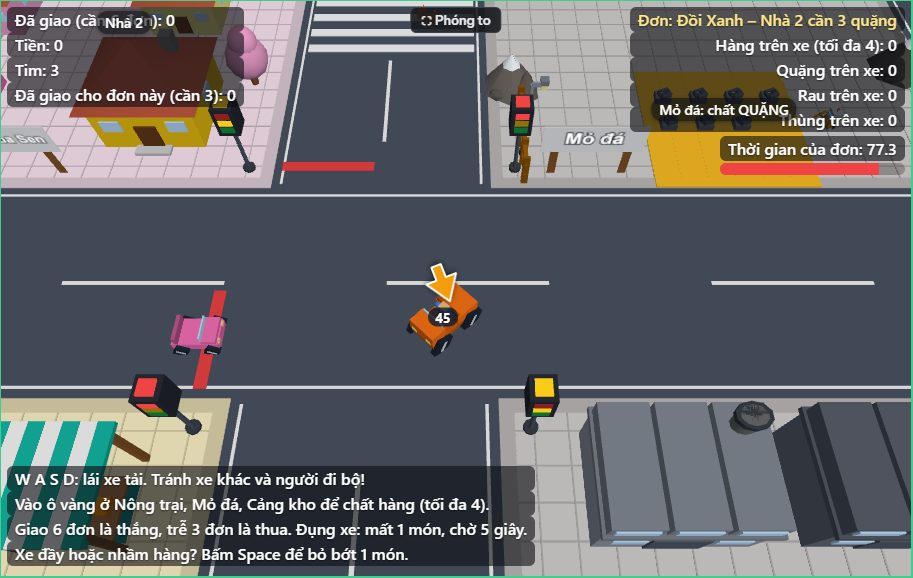 Đã giao (cần 6 đơn): 0
Nhà 2
Tiền: 0
Tim: 3
Đã giao cho đơn này (cần 3): 0
Phóng to
Đơn: Đồi Xanh – Nhà 2 cần 3 quặng
Hàng trên xe (tối đa 4): 0
Quặng trên xe: 0
Rau trên xe: 0
Mỏ đá: chất QUẶNG
Thùng trên xe: 0
Thời gian của đơn: 77.3
Mỏ đá
45
W A S D: lái xe tải. Tránh xe khác và người đi bộ!
Vào ô vàng ở Nông trại, Mỏ đá, Cảng kho để chất hàng (tối đa 4).
Giao 6 đơn là thắng, trễ 3 đơn là thua. Đụng xe: mất 1 món, chờ 5 giây.
Xe đầy hoặc nhầm hàng? Bấm Space để bỏ bớt 1 món.